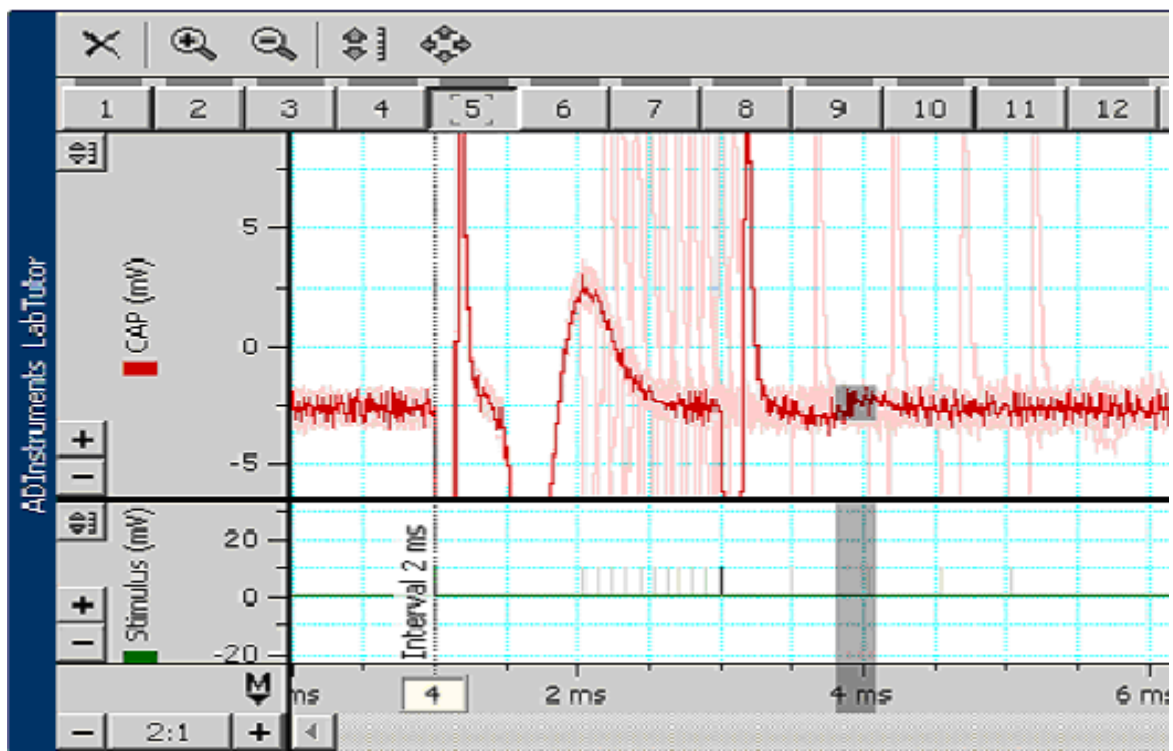 1 2 3 4 5 6 7 8 9 10 11 12
ADInstruments LabTutor
CAP (mV)
5
0
-5
Stimulus (mV)
20
0
-20
Interval 2 ms
M
ms 4 2 ms 4 ms 6 ms
− 2:1 +